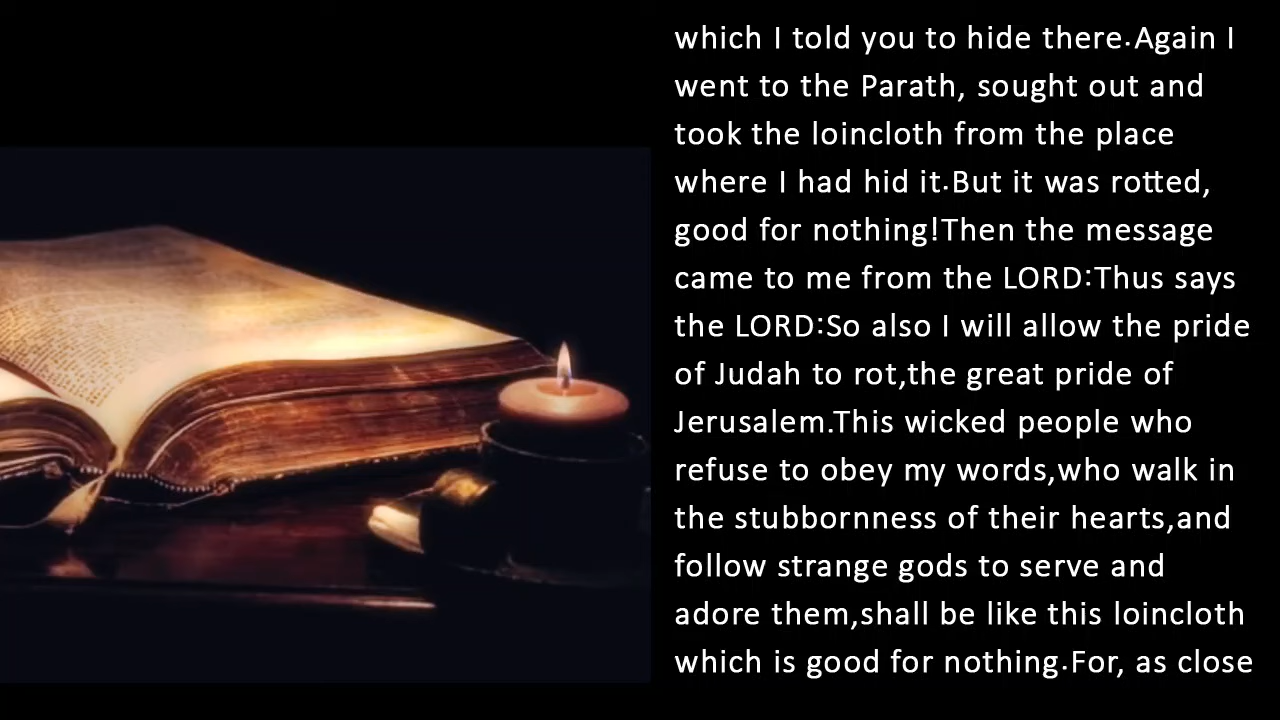 which I told you to hide there.Again I
went to the Parath, sought out and
took the loincloth from the place
where I had hid it.But it was rotted,
good for nothing!Then the message
came to me from the LORD:Thus says
the LORD:So also I will allow the pride
of Judah to rot,the great pride of
Jerusalem.This wicked people who
refuse to obey my words,who walk in
the stubbornness of their hearts,and
follow strange gods to serve and
adore them,shall be like this loincloth
which is good for nothing.For, as close